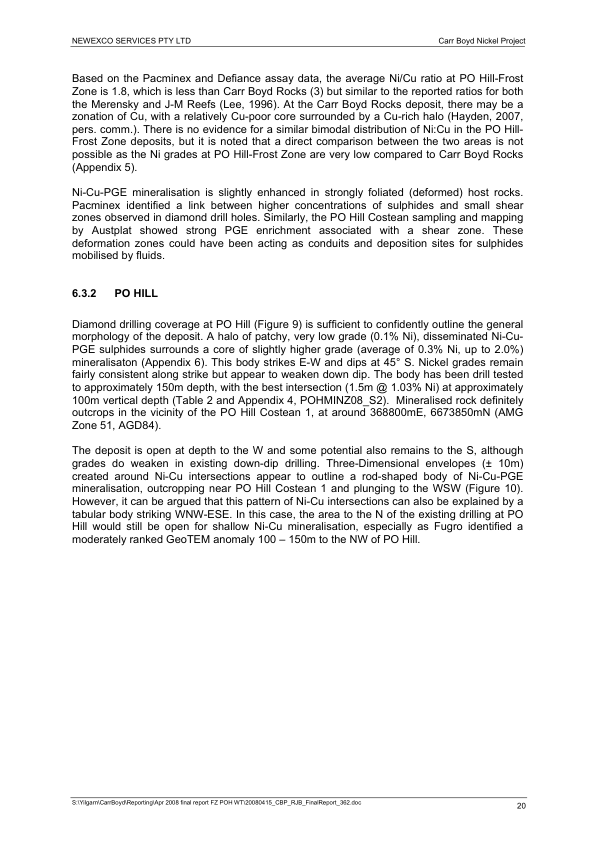 NEWEXCO SERVICES PTY LTD Carr Boyd Nickel Project
Based on the Pacminex and Defiance assay data, the average Ni/Cu ratio at PO Hill-Frost
Zone is 1.8, which is less than Carr Boyd Rocks (3) but similar to the reported ratios for both
the Merensky and J-M Reefs (Lee, 1996). At the Carr Boyd Rocks deposit, there may be a
zonation of Cu, with a relatively Cu-poor core surrounded by a Cu-rich halo (Hayden, 2007,
pers. comm.). There is no evidence for a similar bimodal distribution of Ni:Cu in the PO Hill-
Frost Zone deposits, but it is noted that a direct comparison between the two areas is not
possible as the Ni grades at PO Hill-Frost Zone are very low compared to Carr Boyd Rocks
(Appendix 5).
Ni-Cu-PGE mineralisation is slightly enhanced in strongly foliated (deformed) host rocks.
Pacminex identified a link between higher concentrations of sulphides and small shear
zones observed in diamond drill holes. Similarly, the PO Hill Costean sampling and mapping
by Austplat showed strong PGE enrichment associated with a shear zone. These
deformation zones could have been acting as conduits and deposition sites for sulphides
mobilised by fluids.
6.3.2 PO HILL
Diamond drilling coverage at PO Hill (Figure 9) is sufficient to confidently outline the general
morphology of the deposit. A halo of patchy, very low grade (0.1% Ni), disseminated Ni-Cu-
PGE sulphides surrounds a core of slightly higher grade (average of 0.3% Ni, up to 2.0%)
mineralisaton (Appendix 6). This body strikes E-W and dips at 45° S. Nickel grades remain
fairly consistent along strike but appear to weaken down dip. The body has been drill tested
to approximately 150m depth, with the best intersection (1.5m @ 1.03% Ni) at approximately
100m vertical depth (Table 2 and Appendix 4, POHMINZ08_S2). Mineralised rock definitely
outcrops in the vicinity of the PO Hill Costean 1, at around 368800mE, 6673850mN (AMG
Zone 51, AGD84).
The deposit is open at depth to the W and some potential also remains to the S, although
grades do weaken in existing down-dip drilling. Three-Dimensional envelopes (± 10m)
created around Ni-Cu intersections appear to outline a rod-shaped body of Ni-Cu-PGE
mineralisation, outcropping near PO Hill Costean 1 and plunging to the WSW (Figure 10).
However, it can be argued that this pattern of Ni-Cu intersections can also be explained by a
tabular body striking WNW-ESE. In this case, the area to the N of the existing drilling at PO
Hill would still be open for shallow Ni-Cu mineralisation, especially as Fugro identified a
moderately ranked GeoTEM anomaly 100 – 150m to the NW of PO Hill.
S:\Yilgarn\CarrBoyd\Reporting\Apr 2008 final report FZ POH WT\20080415_CBP_RJB_FinalReport_362.doc 20